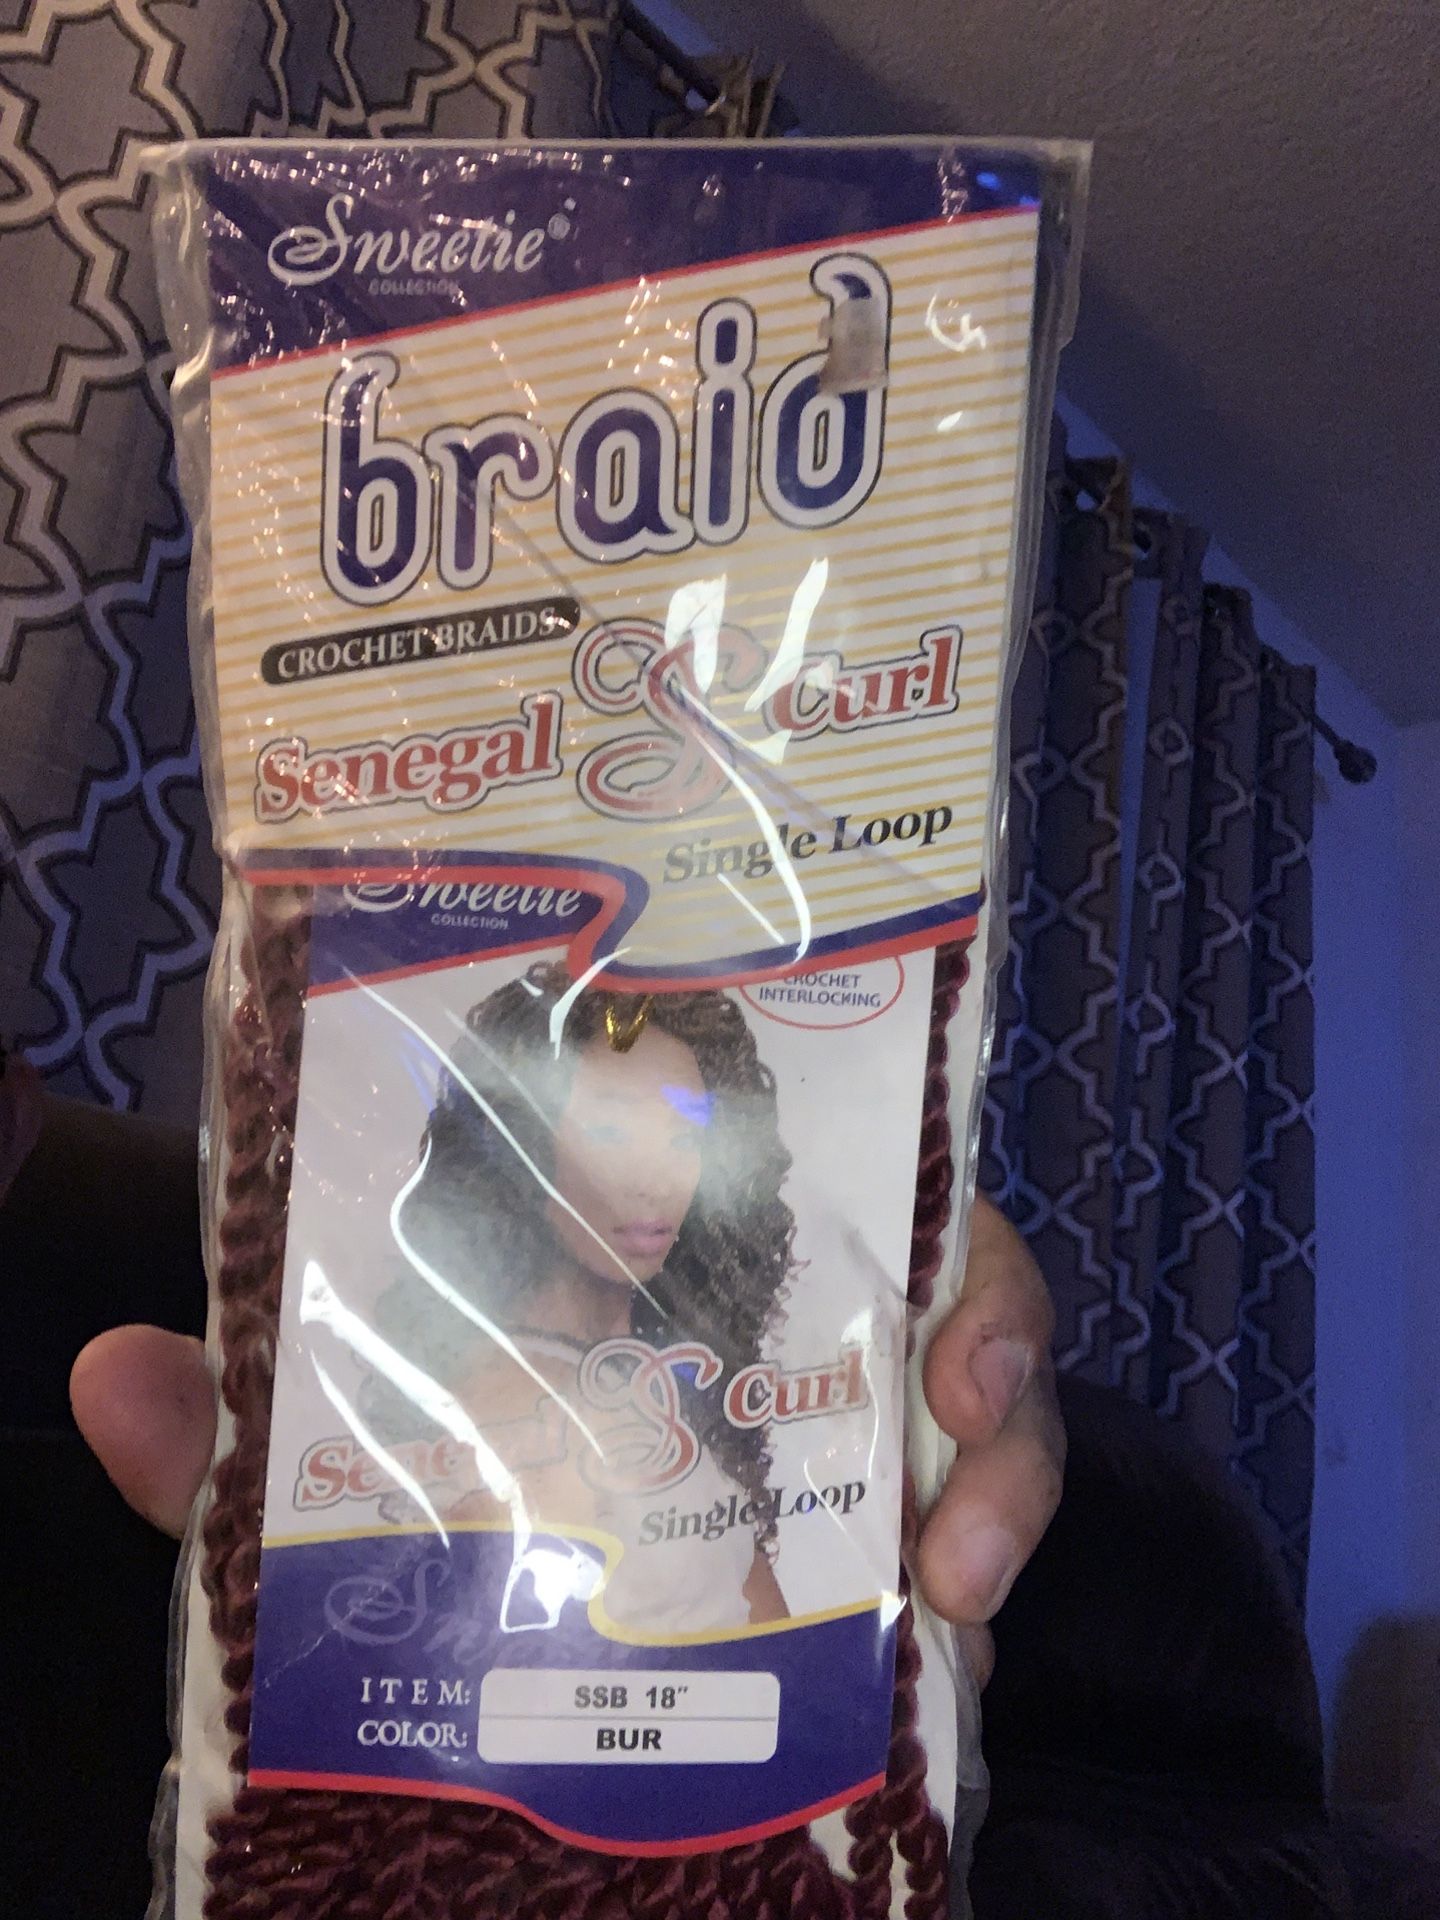 Sweetie®
COLLECTION
braid
CROCHET BRAIDS
Senegal S Curl
Single Loop
Sweetie
COLLECTION
CROCHET
INTERLOCKING
Senegal S Curl
Single Loop
ITEM: SSB 18"
COLOR: BUR